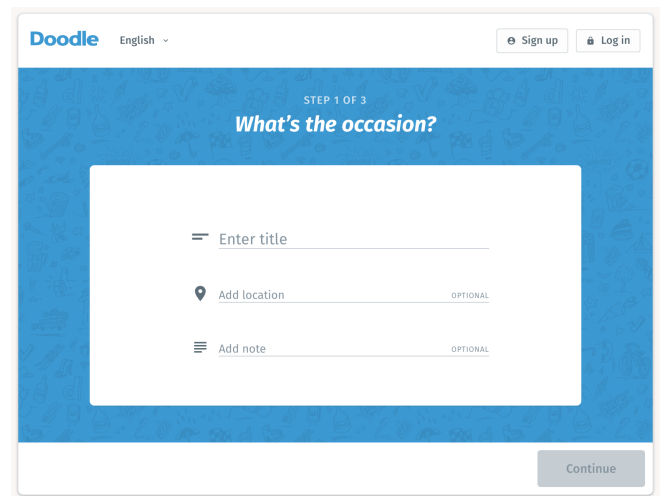 Doodle English Sign up Log in
STEP 1 OF 3
What's the occasion?
Enter title
Add location OPTIONAL
Add note OPTIONAL
Continue